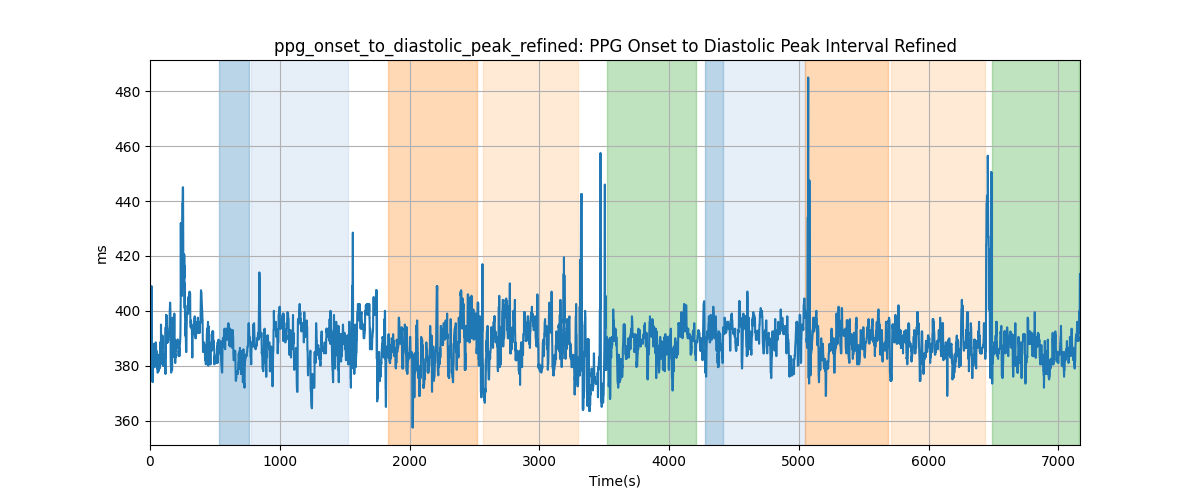 ppg_onset_to_diastolic_peak_refined: PPG Onset to Diastolic Peak Interval Refined
480
460
440
420
400
380
360
ms
0 1000 2000 3000 4000 5000 6000 7000
Time(s)